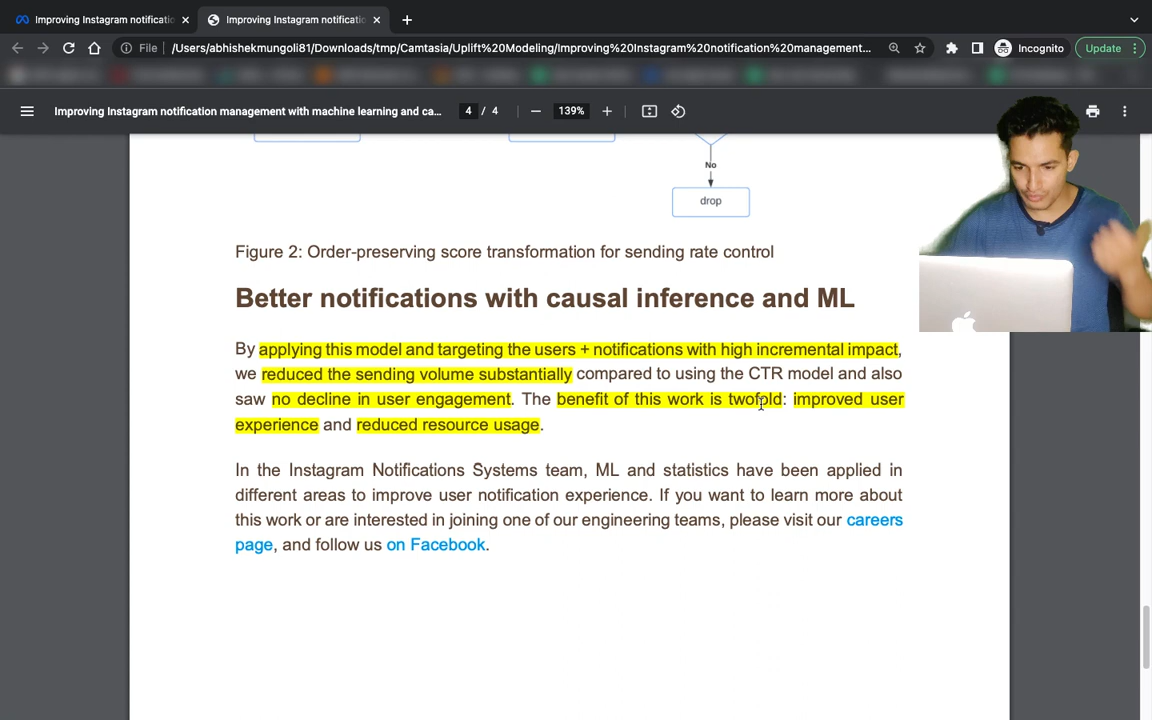 Improving Instagram notificatio
Improving Instagram notificatio
File
/Users/abhishekmungoli81/Downloads/tmp/Camtasia/Uplift%20Modeling/Improving%20Instagram%20notification%20management...
Incognito
Update
Improving Instagram notification management with machine learning and ca...
4 / 4
139%
No
drop
Figure 2: Order-preserving score transformation for sending rate control
Better notifications with causal inference and ML
By applying this model and targeting the users + notifications with high incremental impact,
we reduced the sending volume substantially compared to using the CTR model and also
saw no decline in user engagement. The benefit of this work is twofold: improved user
experience and reduced resource usage.
In the Instagram Notifications Systems team, ML and statistics have been applied in
different areas to improve user notification experience. If you want to learn more about
this work or are interested in joining one of our engineering teams, please visit our careers
page, and follow us on Facebook.